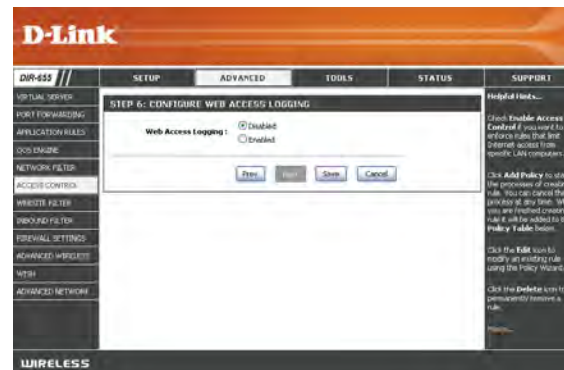 D-Link
DIR-655
SETUP
ADVANCED
TOOLS
STATUS
SUPPORT
VIRTUAL SERVER
PORT FORWARDING
APPLICATION RULES
QOS ENGINE
NETWORK FILTER
ACCESS CONTROL
WEBSITE FILTER
INBOUND FILTER
FIREWALL SETTINGS
ADVANCED WIRELESS
WISH
ADVANCED NETWORK
STEP 6: CONFIGURE WEB ACCESS LOGGING
Web Access Logging :
Disabled
Enabled
Prev
Next
Save
Cancel
Helpful Hints...
Check Enable Access
Control if you want to
enforce rules that limit
Internet access from
specific LAN computers.
Click Add Policy to sta
the processes of creatin
rule. You can cancel the
process at any time. Wh
you are finished creatin
rule it will be added to t
Policy Table below.
Click the Edit icon to
modify an existing rule
using the Policy Wizard.
Click the Delete icon to
permanently remove a
rule.
More...
WIRELESS